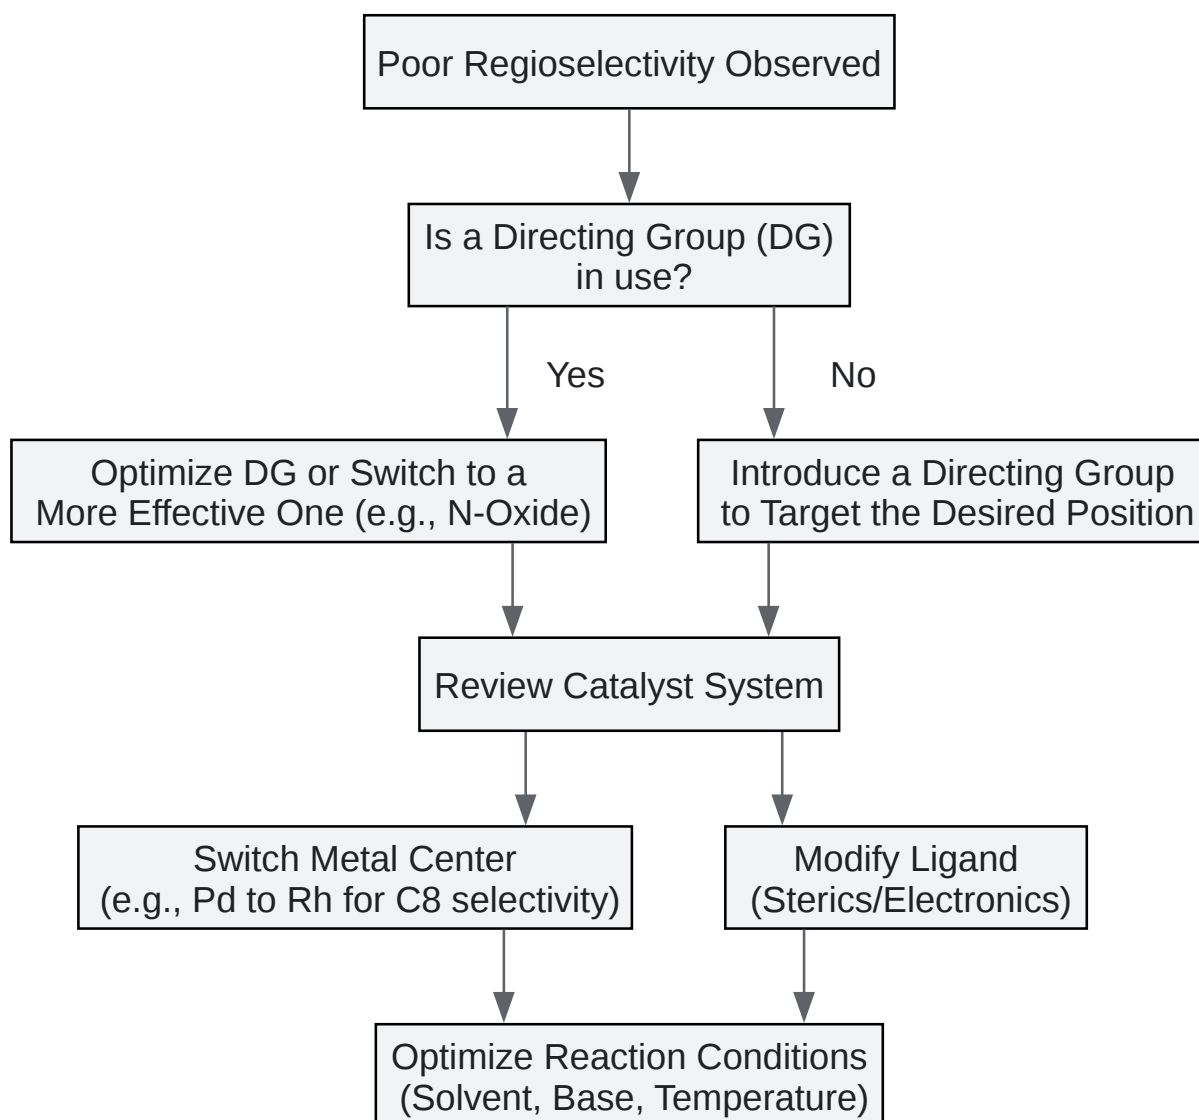 Poor Regioselectivity Observed
Is a Directing Group (DG)
in use?
Yes
No
Optimize DG or Switch to a
More Effective One (e.g., N-Oxide)
Introduce a Directing Group
to Target the Desired Position
Review Catalyst System
Switch Metal Center
(e.g., Pd to Rh for C8 selectivity)
Modify Ligand
(Sterics/Electronics)
Optimize Reaction Conditions
(Solvent, Base, Temperature)